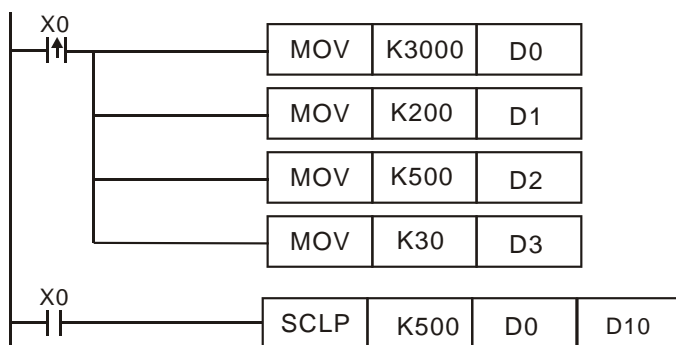 X0
MOV K3000 D0
MOV K200 D1
MOV K500 D2
MOV K30 D3
X0
SCLP K500 D0 D10